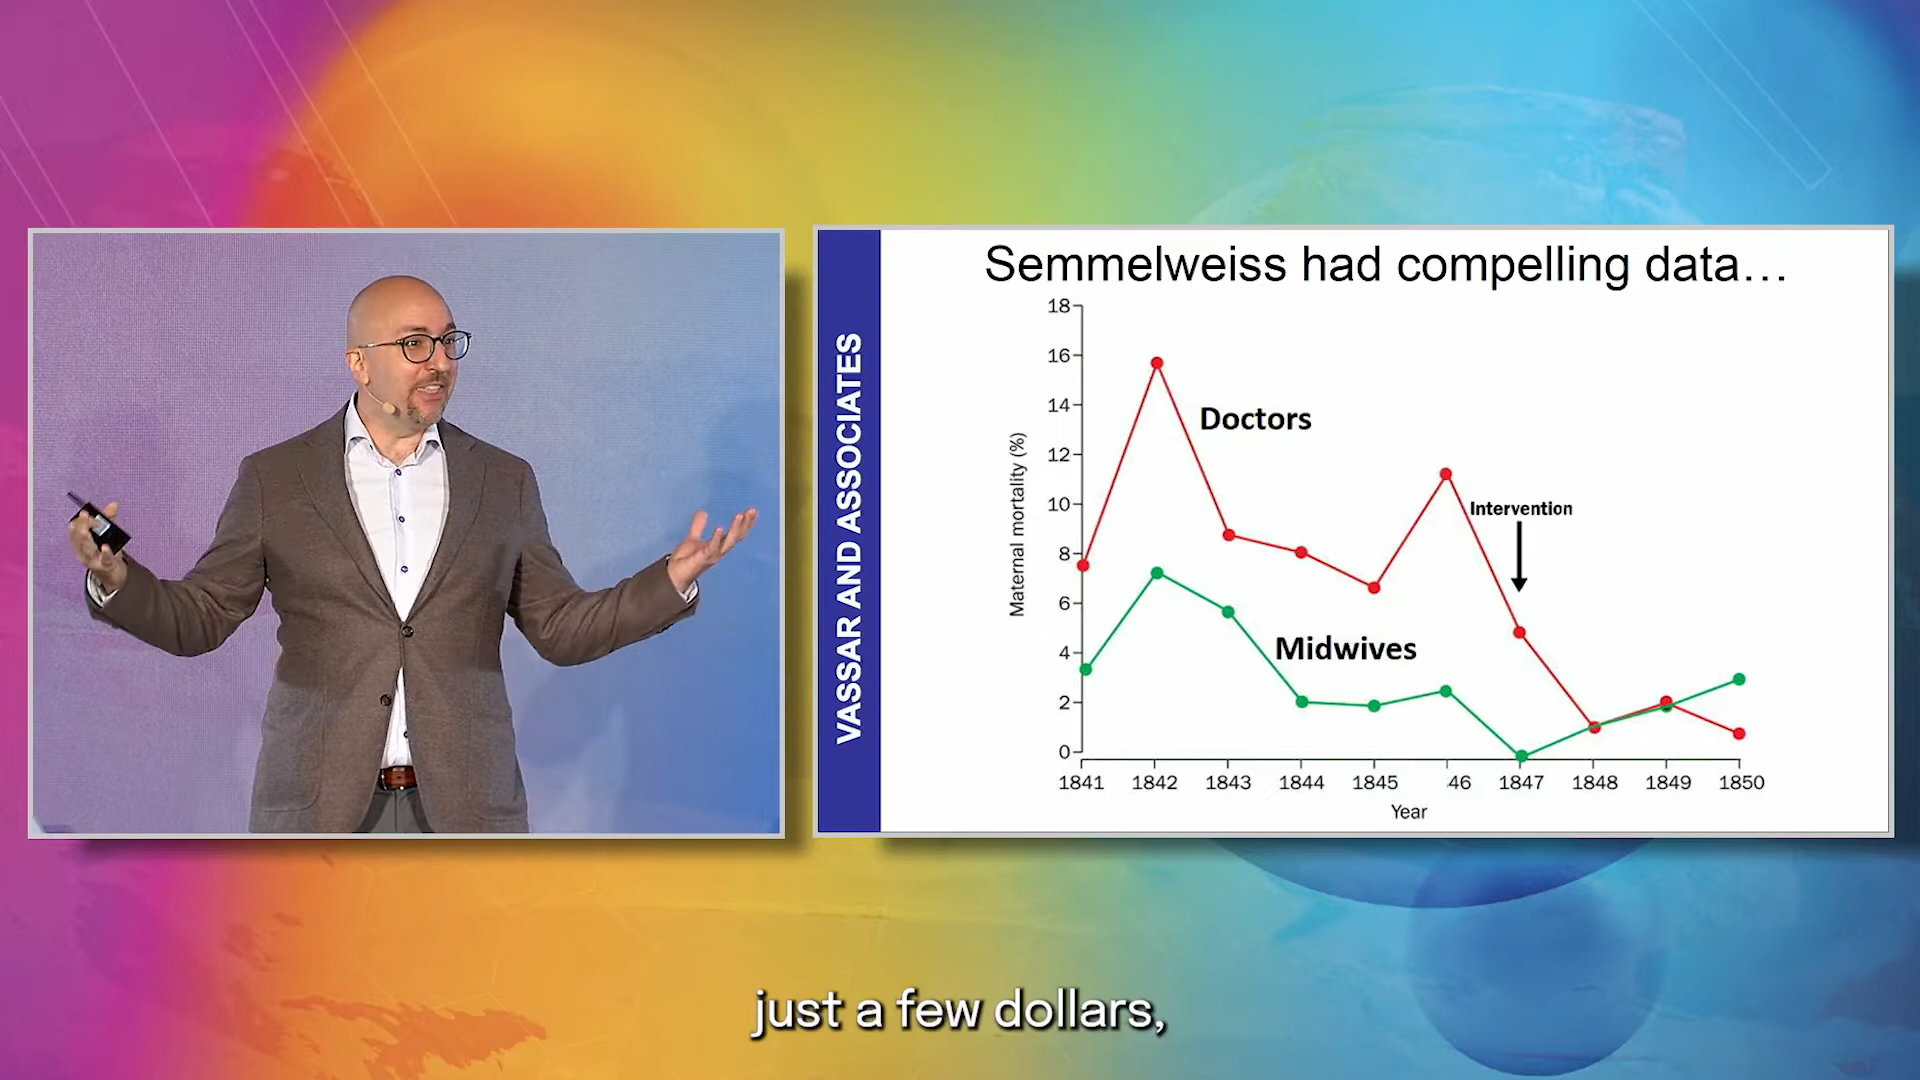 VASSAR AND ASSOCIATES
Semmelweiss had compelling data…
18
16
14
12
10
8
6
4
2
0
Maternal mortality (%)
Doctors
Intervention
Midwives
1841 1842 1843 1844 1845 46 1847 1848 1849 1850
Year
just a few dollars,